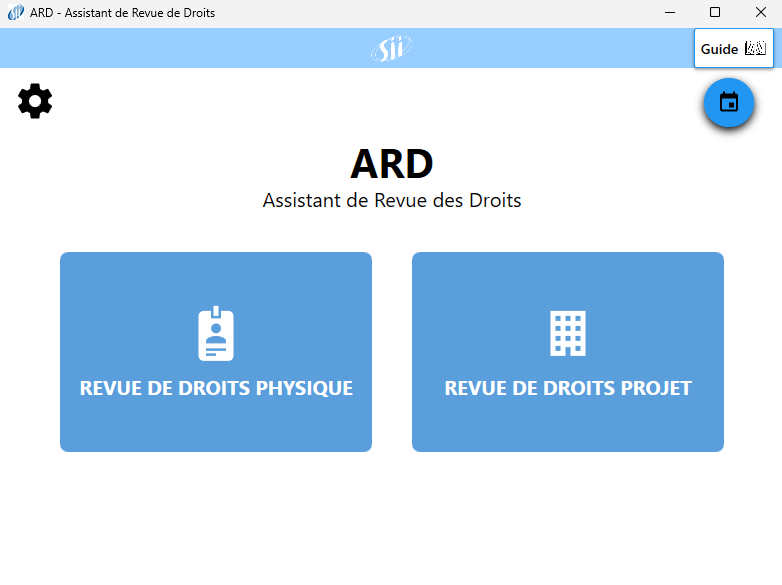 ARD - Assistant de Revue de Droits
sii
Guide
ARD
Assistant de Revue des Droits
REVUE DE DROITS PHYSIQUE
REVUE DE DROITS PROJET